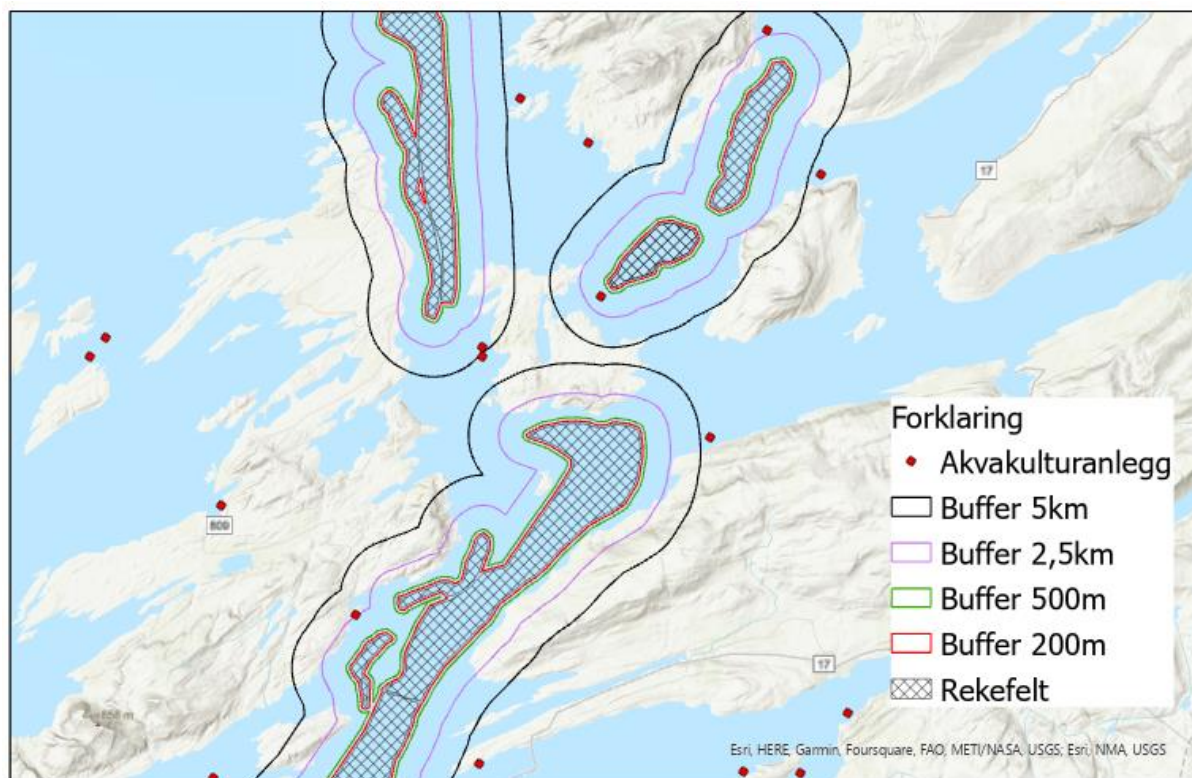 17
Forklaring
Akvakulturanlegg
Buffer 5km
809
Buffer 2,5km
Buffer 500m
Buffer 200m
17
Rekefelt
Esri, HERE, Garmin, Foursquare, FAO, METI/NASA, USGS; Esri, NMA, USGS